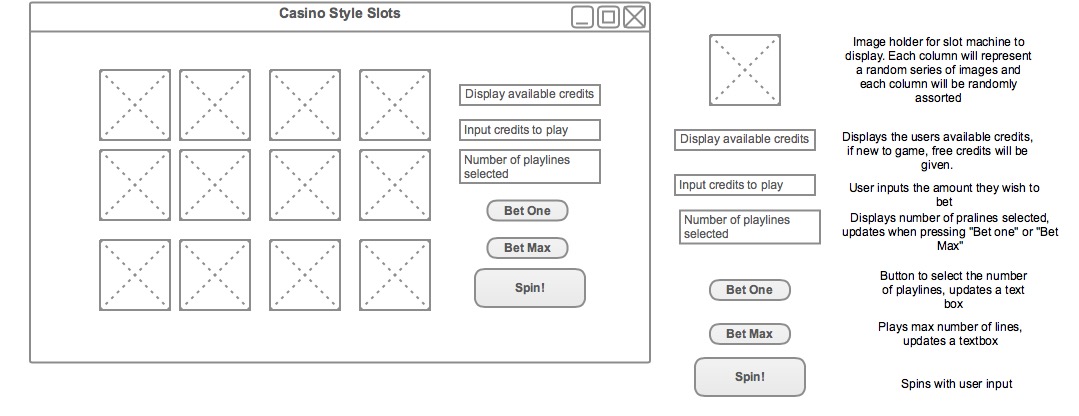 Casino Style Slots
Display available credits
Input credits to play
Number of playlines
selected
Bet One
Bet Max
Spin!
Image holder for slot machine to
display. Each column will represent
a random series of images and
each column will be randomly
assorted
Display available credits
Displays the users available credits,
if new to game, free credits will be
given.
Input credits to play
User inputs the amount they wish to
bet
Number of playlines
selected
Displays number of pralines selected,
updates when pressing "Bet one" or "Bet
Max"
Bet One
Button to select the number
of playlines, updates a text
box
Bet Max
Plays max number of lines,
updates a textbox
Spin!
Spins with user input